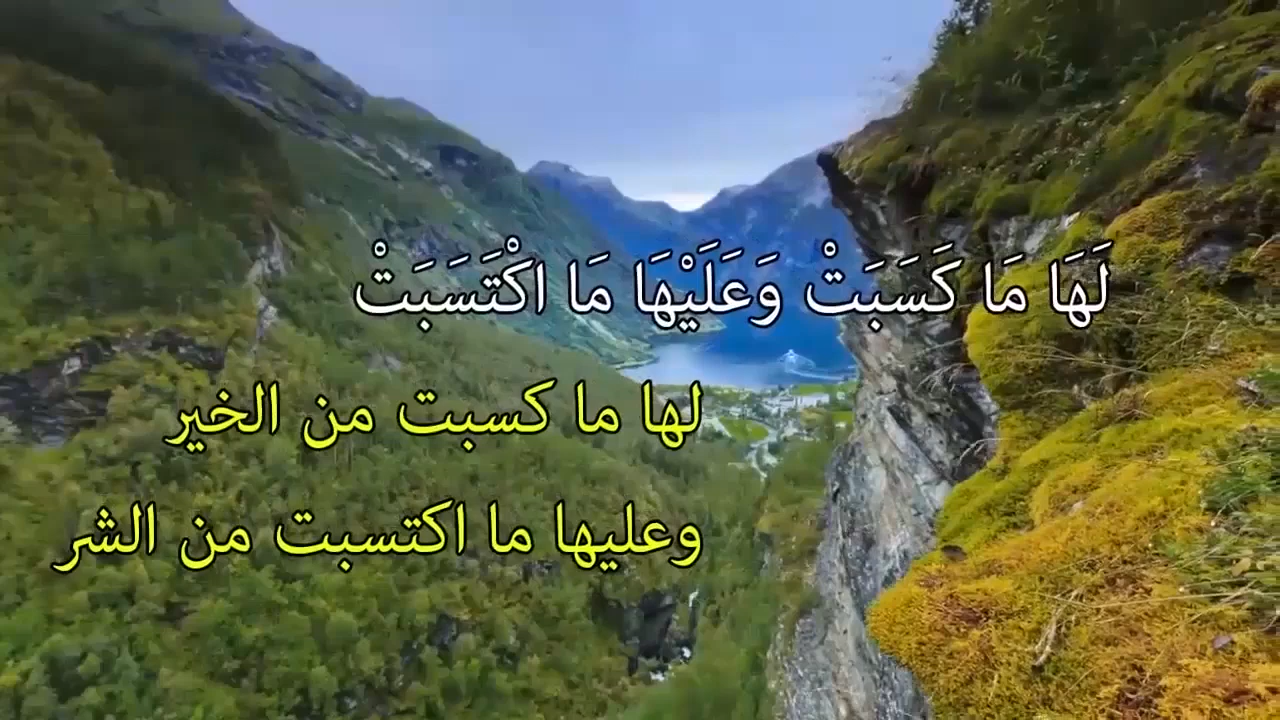 لَهَا مَا كَسَبَتْ وَعَلَيْهَا مَا اكْتَسَبَتْ
لها ما كسبت من الخير
وعليها ما اكتسبت من الشر